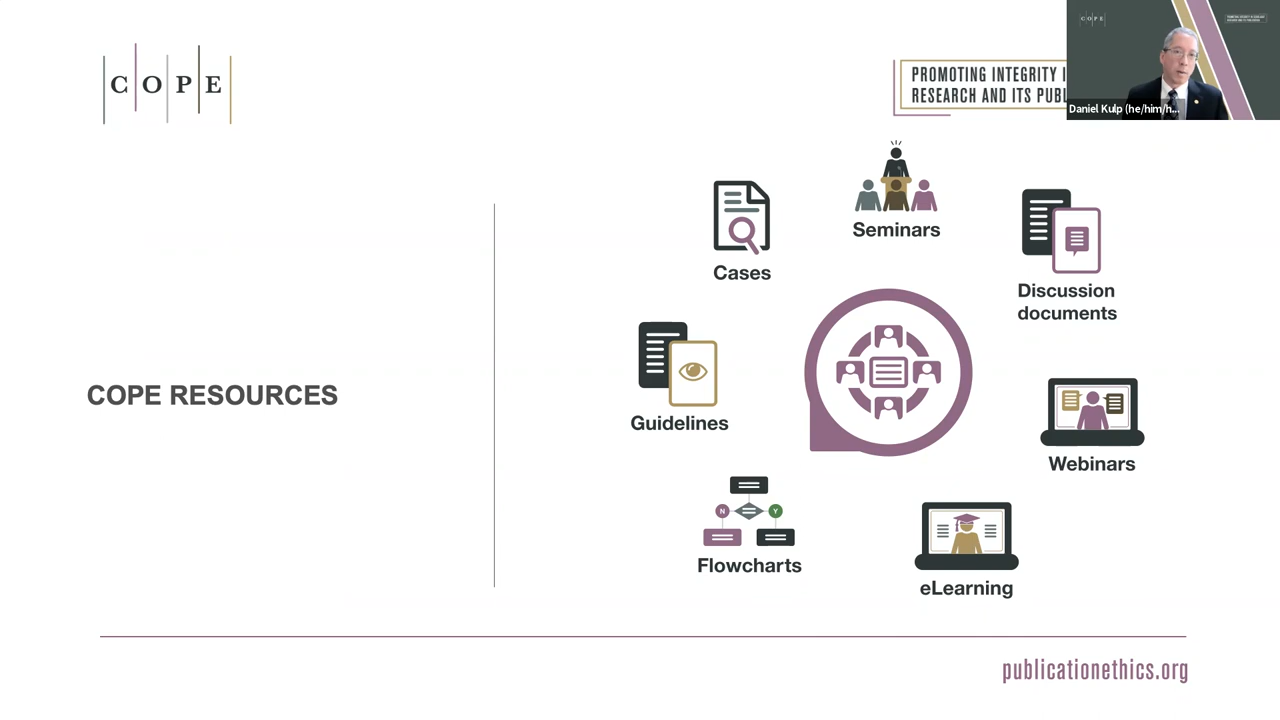 COPE
PROMOTING INTEGRITY I
RESEARCH AND ITS PUBL
COPE
Daniel Kulp (he/him/h...
Seminars
Cases
Discussion
documents
Guidelines
COPE RESOURCES
Webinars
N
Y
Flowcharts
eLearning
publicationethics.org